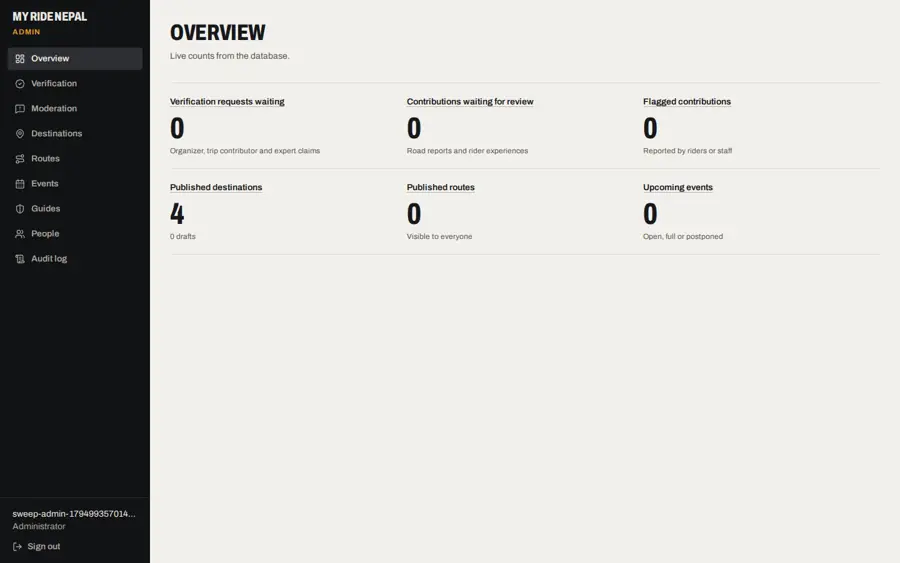 MY RIDE NEPAL
ADMIN
Overview
Verification
Moderation
Destinations
Routes
Events
Guides
People
Audit log
sweep-admin-179499357014...
Administrator
Sign out
OVERVIEW
Live counts from the database.
Verification requests waiting
0
Organizer, trip contributor and expert claims
Contributions waiting for review
0
Road reports and rider experiences
Flagged contributions
0
Reported by riders or staff
Published destinations
4
0 drafts
Published routes
0
Visible to everyone
Upcoming events
0
Open, full or postponed